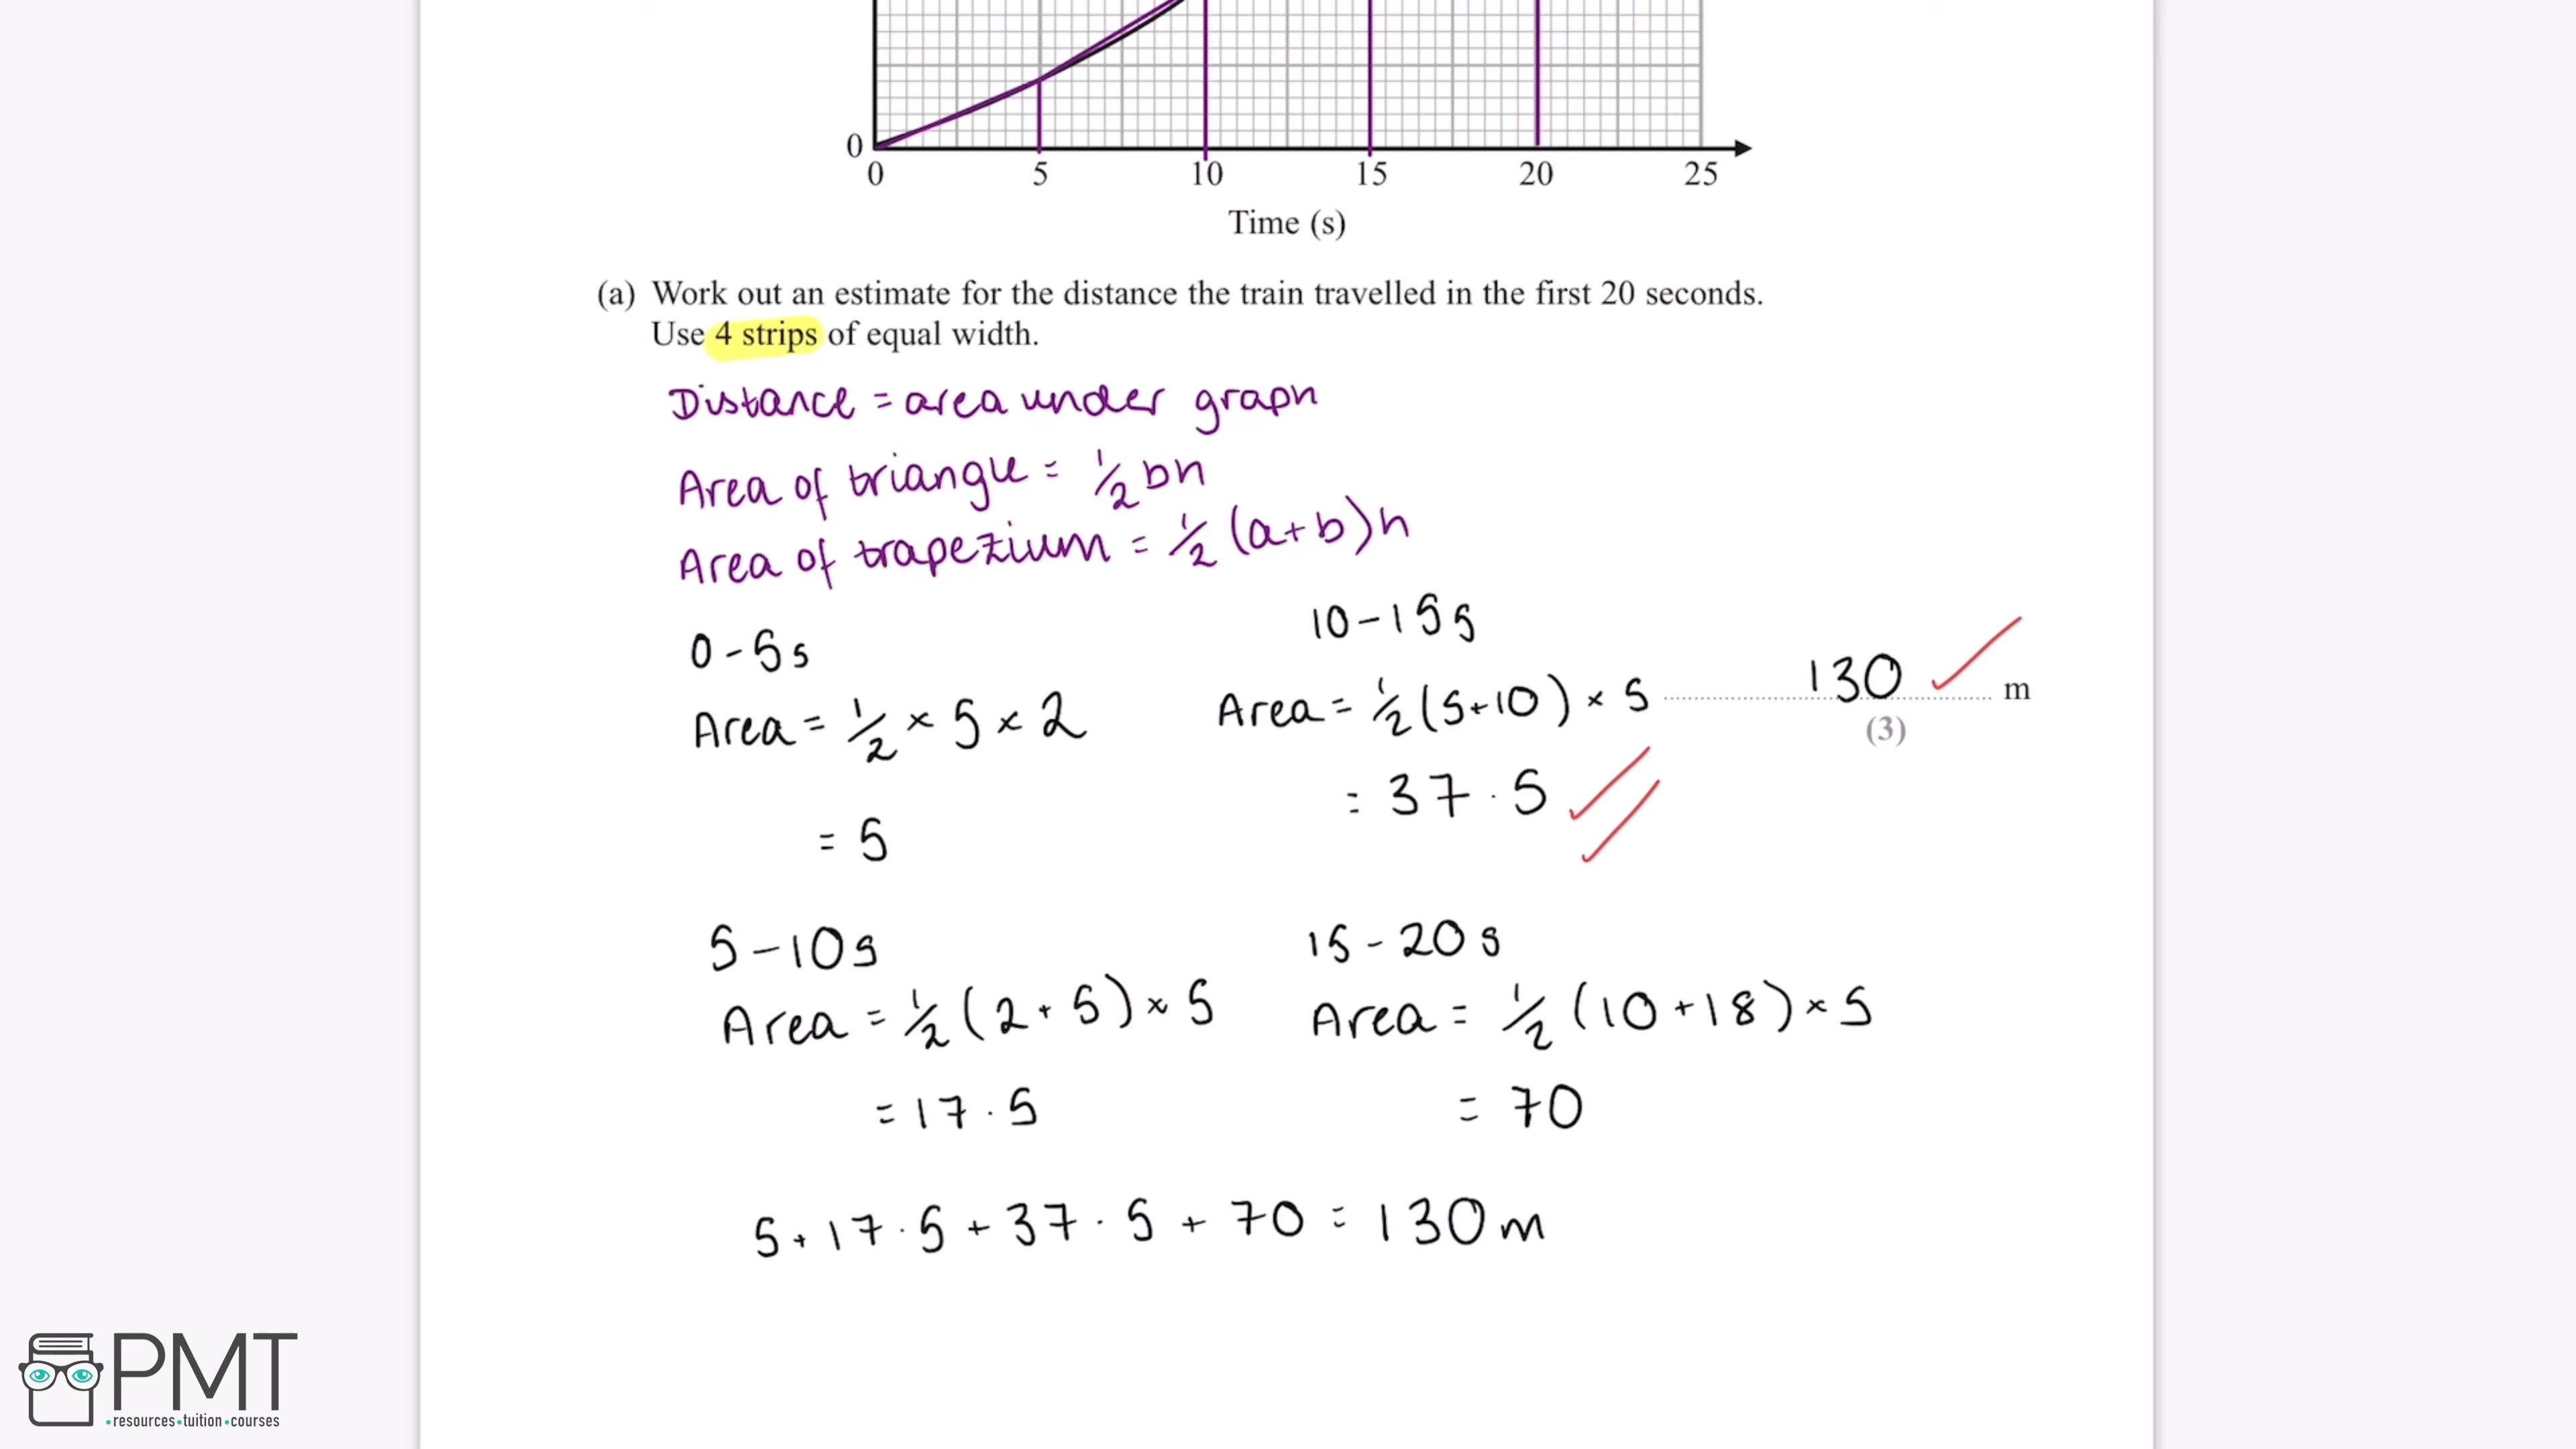 0
0 5 10 15 20 25
Time (s)
(a) Work out an estimate for the distance the train travelled in the first 20 seconds.
Use 4 strips of equal width.
Distance = area under graph
Area of triangle = 1/2 bh
Area of trapezium = 1/2 (a+b)h
0 - 5s
Area = 1/2 × 5 × 2
= 5
5 - 10s
Area = 1/2 (2 + 5) × 5
= 17.5
10 - 15s
Area = 1/2 (5+10) × 5
= 37.5
130 m
(3)
15 - 20s
Area = 1/2 (10 + 18) × 5
= 70
5 + 17.5 + 37.5 + 70 = 130m
PMT
•resources•tuition•courses